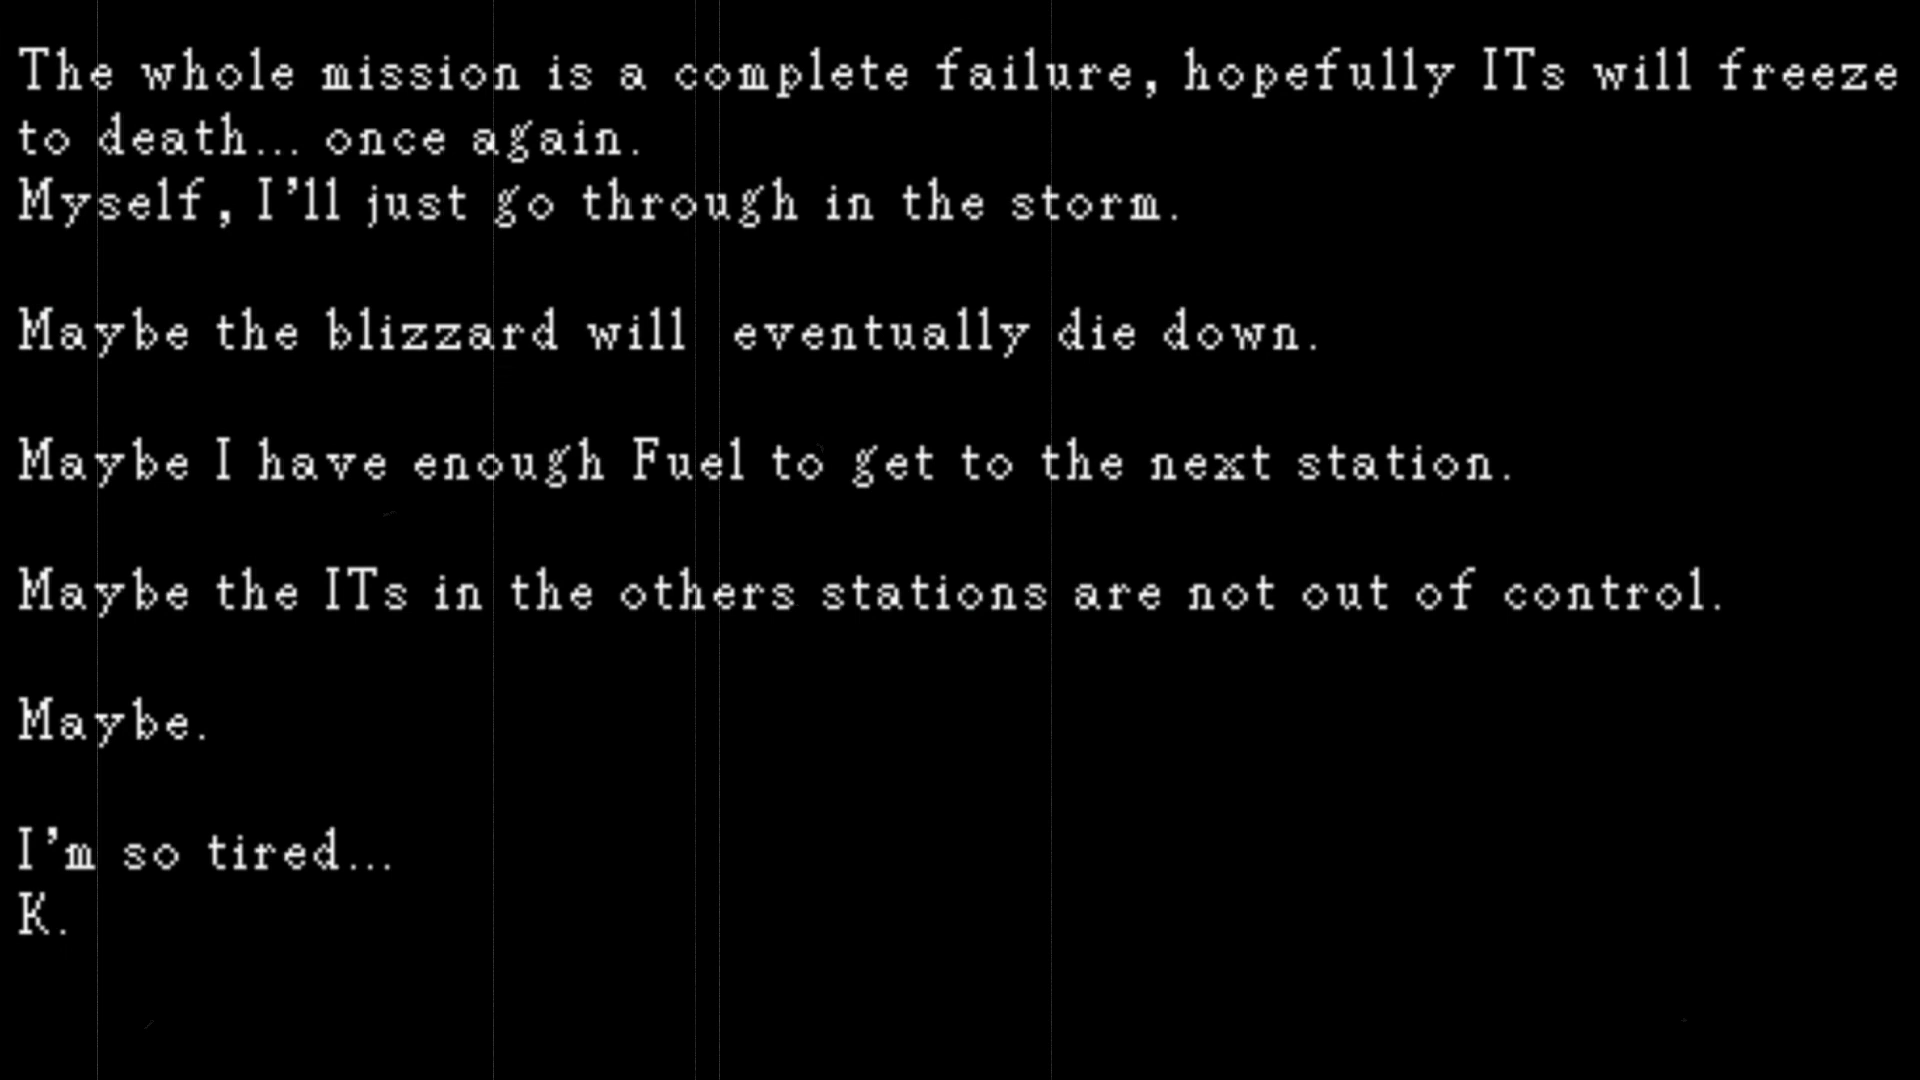 The whole mission is a complete failure, hopefully ITs will freeze
to death... once again.
Myself, I'll just go through in the storm.
Maybe the blizzard will  eventually die down.
Maybe I have enough Fuel to get to the next station.
Maybe the ITs in the others stations are not out of control.
Maybe.
I'm so tired...
K.